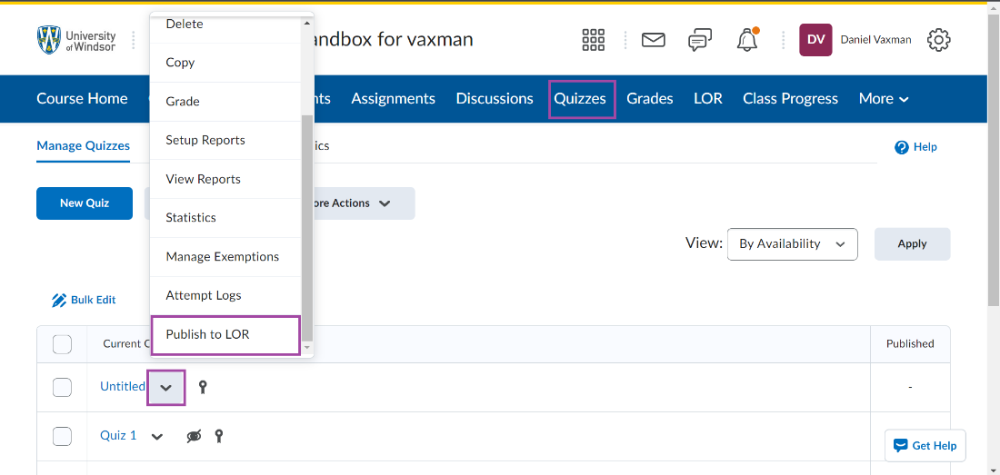 University
of Windsor
andbox for vaxman
DV
Daniel Vaxman
Course Home
nts
Assignments
Discussions
Quizzes
Grades
LOR
Class Progress
More
Manage Quizzes
ics
Help
New Quiz
ore Actions
View:
By Availability
Apply
Delete
Copy
Grade
Setup Reports
View Reports
Statistics
Manage Exemptions
Attempt Logs
Publish to LOR
Bulk Edit
Current C
Published
Untitled
-
Quiz 1
Get Help